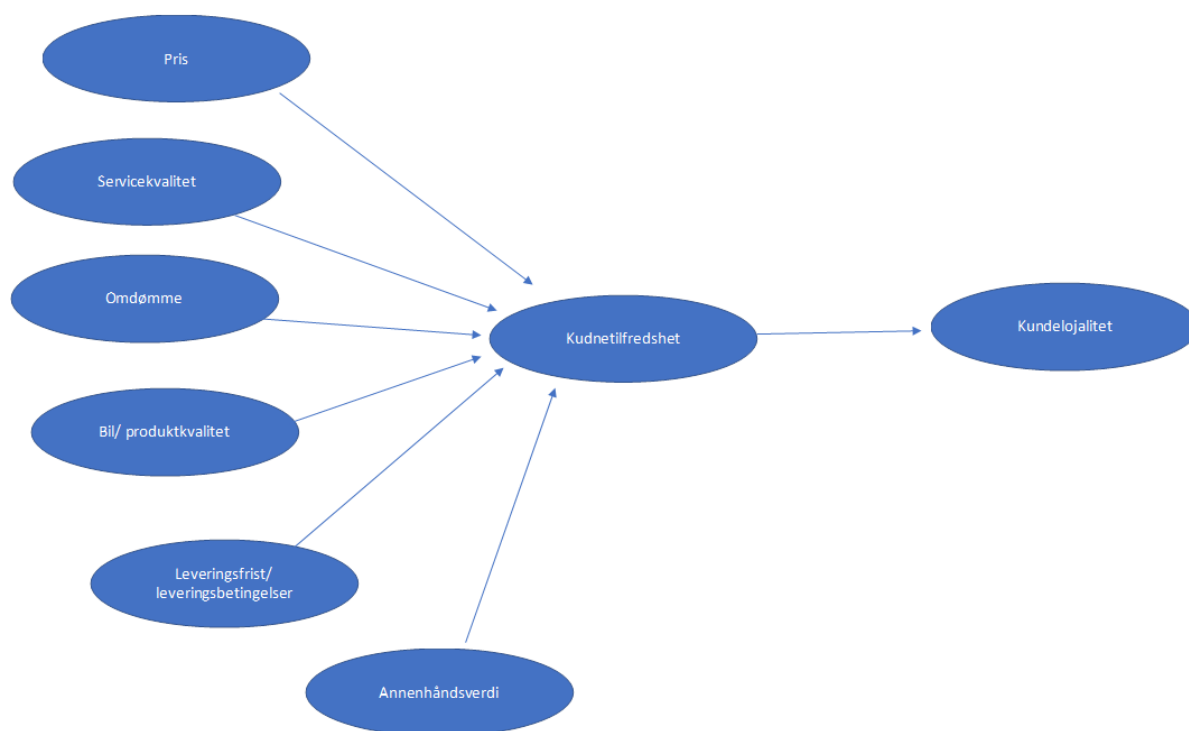 Pris
Servicekvalitet
Omdømme
Kudnetilfredshet
Kundelojalitet
Bil/ produktkvalitet
Leveringsfrist/
leveringsbetingelser
Annenhåndsverdi